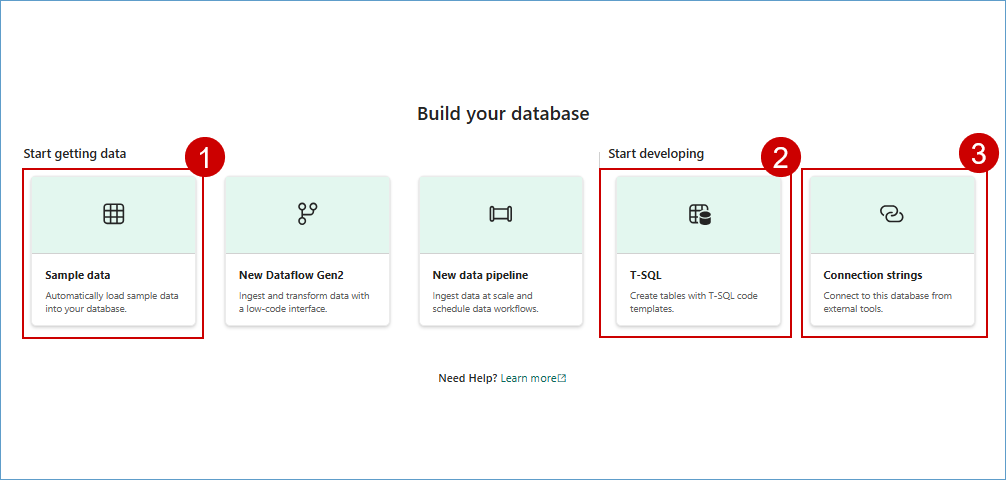 Build your database
Start getting data
1
Start developing
2
3
Sample data
Automatically load sample data
into your database.
New Dataflow Gen2
Ingest and transform data with
a low-code interface.
New data pipeline
Ingest data at scale and
schedule data workflows.
T-SQL
Create tables with T-SQL code
templates.
Connection strings
Connect to this database from
external tools.
Need Help? Learn more